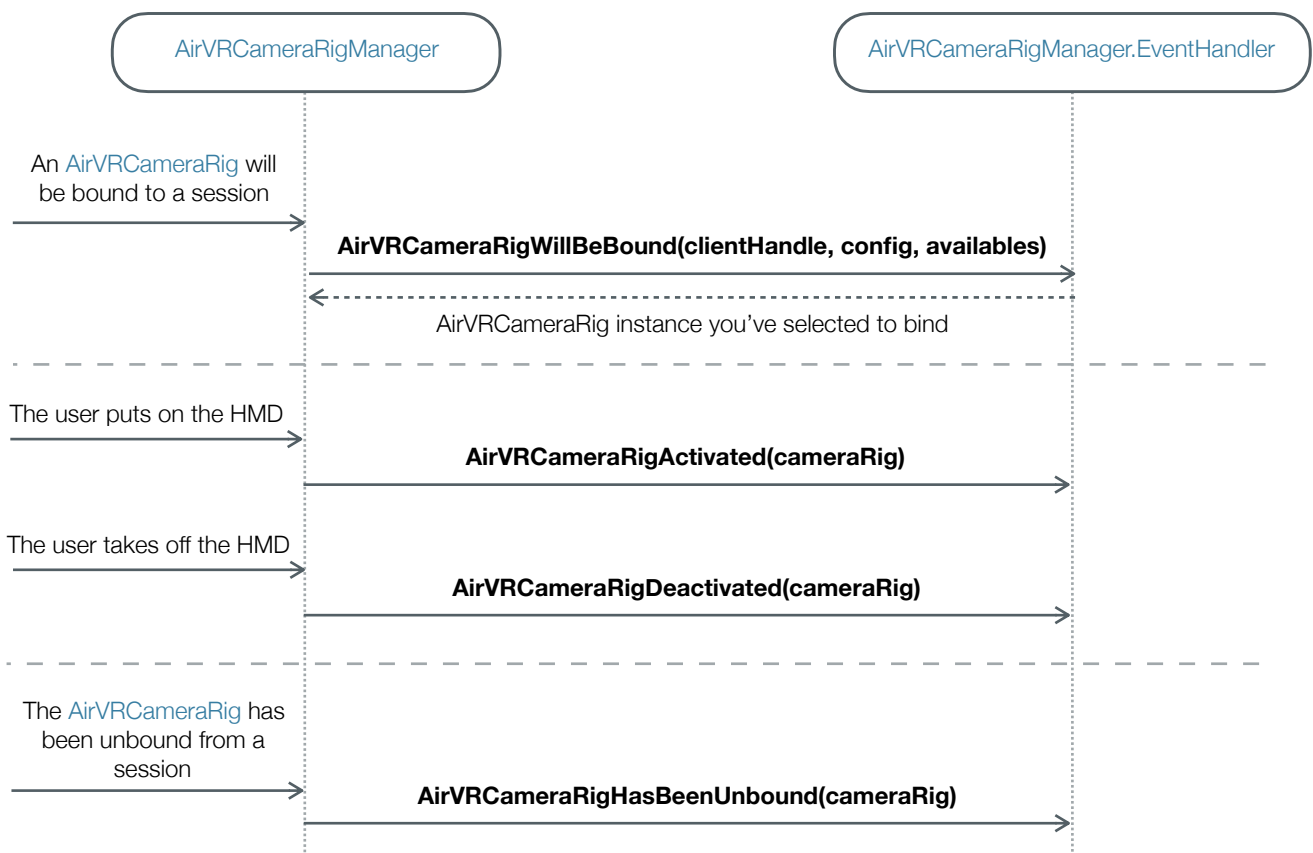 AirVRCameraRigManager
AirVRCameraRigManager.EventHandler
An AirVRCameraRig will
be bound to a session
AirVRCameraRigWillBeBound(clientHandle, config, availables)
AirVRCameraRig instance you’ve selected to bind
The user puts on the HMD
AirVRCameraRigActivated(cameraRig)
The user takes off the HMD
AirVRCameraRigDeactivated(cameraRig)
The AirVRCameraRig has
been unbound from a
session
AirVRCameraRigHasBeenUnbound(cameraRig)